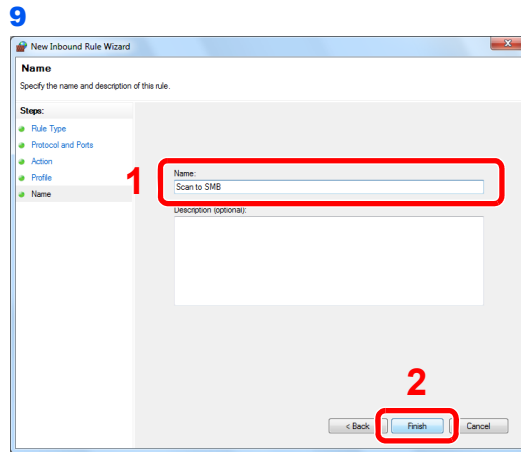 9
New Inbound Rule Wizard
Name
Specify the name and description of this rule.
Steps:
Rule Type
Protocol and Ports
Action
Profile
Name
1
Name:
Scan to SMB
Description (optional):
2
< Back
Finish
Cancel